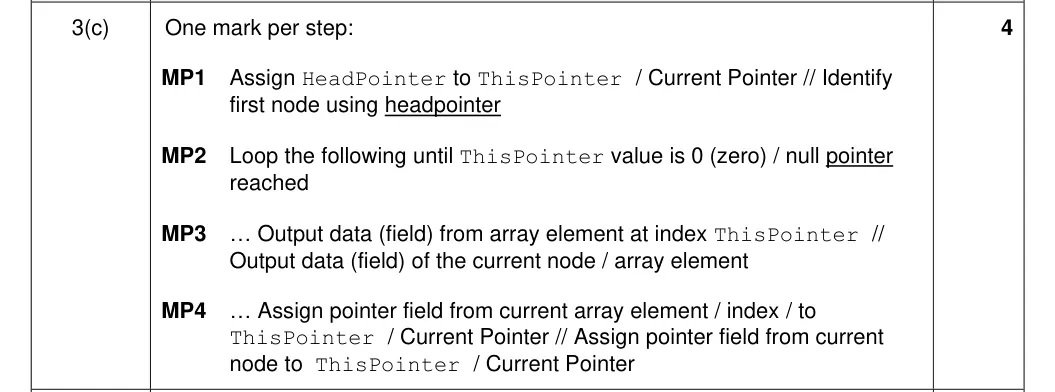 3(c) One mark per step: 4
MP1 Assign HeadPointer to ThisPointer / Current Pointer // Identify
first node using headpointer
MP2 Loop the following until ThisPointer value is 0 (zero) / null pointer
reached
MP3 … Output data (field) from array element at index ThisPointer //
Output data (field) of the current node / array element
MP4 … Assign pointer field from current array element / index / to
ThisPointer / Current Pointer // Assign pointer field from current
node to ThisPointer / Current Pointer